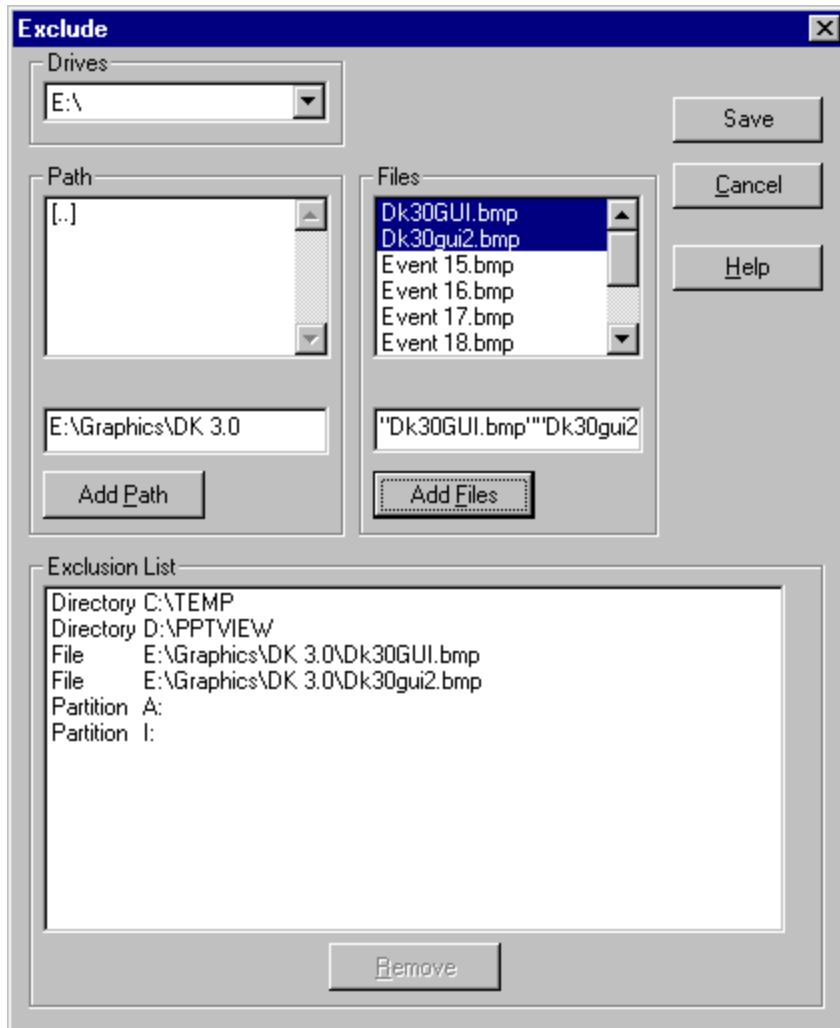 Exclude
Drives
E:\
Save
Path
Files
Cancel
[..]
Dk30GUI.bmp
Dk30gui2.bmp
Event 15.bmp
Help
Event 16.bmp
Event 17.bmp
Event 18.bmp
E:\Graphics\DK 3.0
"Dk30GUI.bmp""Dk30gui2
Add Path
Add Files
Exclusion List
Directory C:\TEMP
Directory D:\PPTVIEW
File E:\Graphics\DK 3.0\Dk30GUI.bmp
File E:\Graphics\DK 3.0\Dk30gui2.bmp
Partition A:
Partition I:
Remove